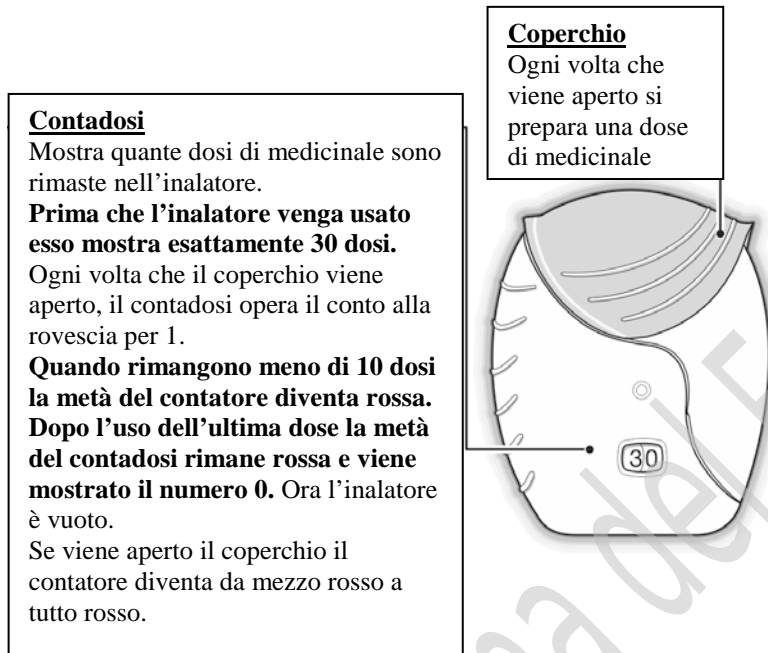 Coperchio
Ogni volta che
viene aperto si
prepara una dose
di medicinale
Contadosi
Mostra quante dosi di medicinale sono
rimaste nell’inalatore.
Prima che l’inalatore venga usato
esso mostra esattamente 30 dosi.
Ogni volta che il coperchio viene
aperto, il contadosi opera il conto alla
rovescia per 1.
Quando rimangono meno di 10 dosi
la metà del contatore diventa rossa.
Dopo l’uso dell’ultima dose la metà
del contadosi rimane rossa e viene
mostrato il numero 0. Ora l’inalatore
è vuoto.
Se viene aperto il coperchio il
contatore diventa da mezzo rosso a
tutto rosso.
30